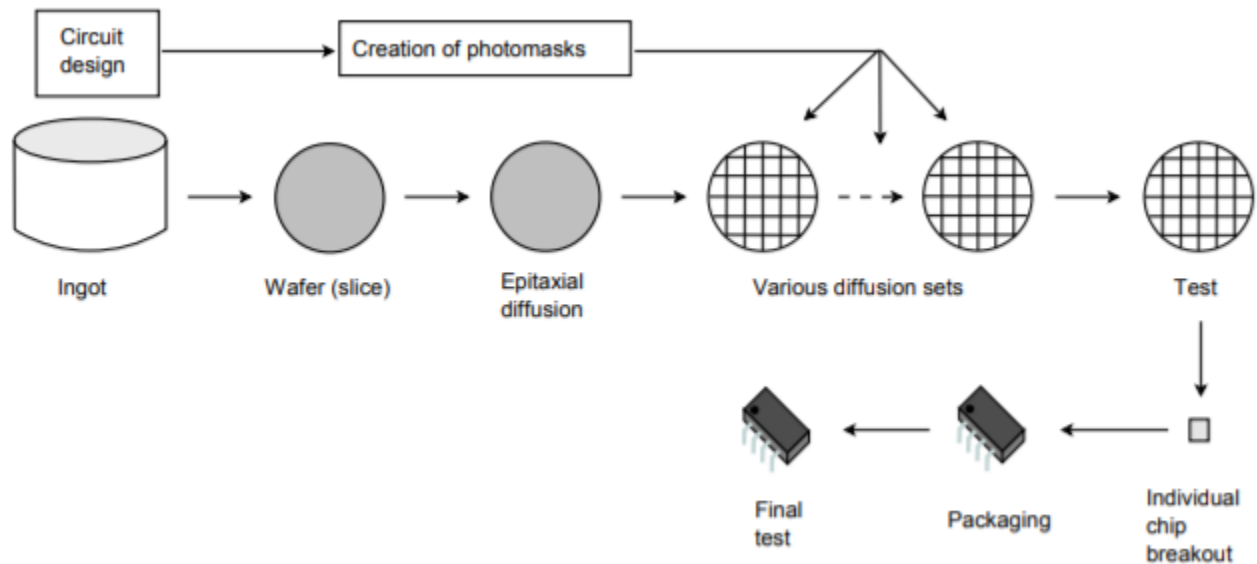 Circuit
design
Creation of photomasks
Ingot
Wafer (slice)
Epitaxial
diffusion
Various diffusion sets
Test
Final
test
Packaging
Individual
chip
breakout